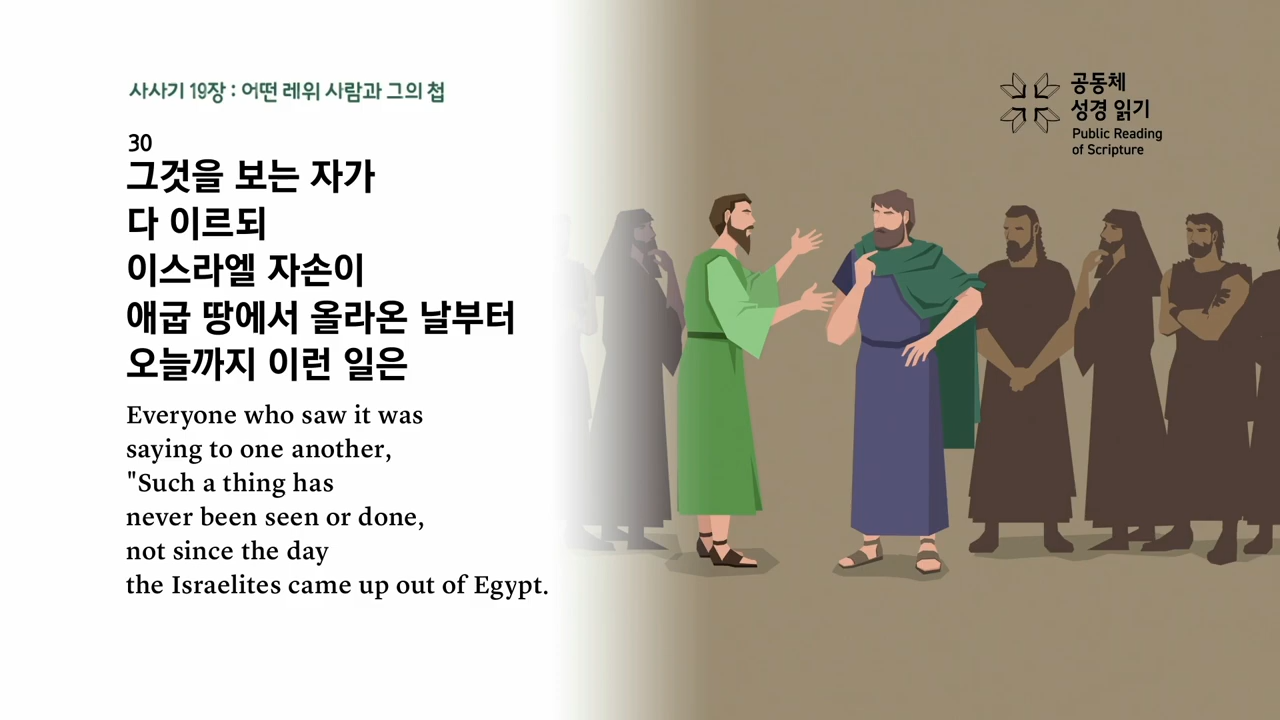 사사기 19장 : 어떤 레위 사람과 그의 첩
30
그것을 보는 자가
다 이르되
이스라엘 자손이
애굽 땅에서 올라온 날부터
오늘까지 이런 일은
Everyone who saw it was
saying to one another,
"Such a thing has
never been seen or done,
not since the day
the Israelites came up out of Egypt.
공동체
성경 읽기
Public Reading
of Scripture